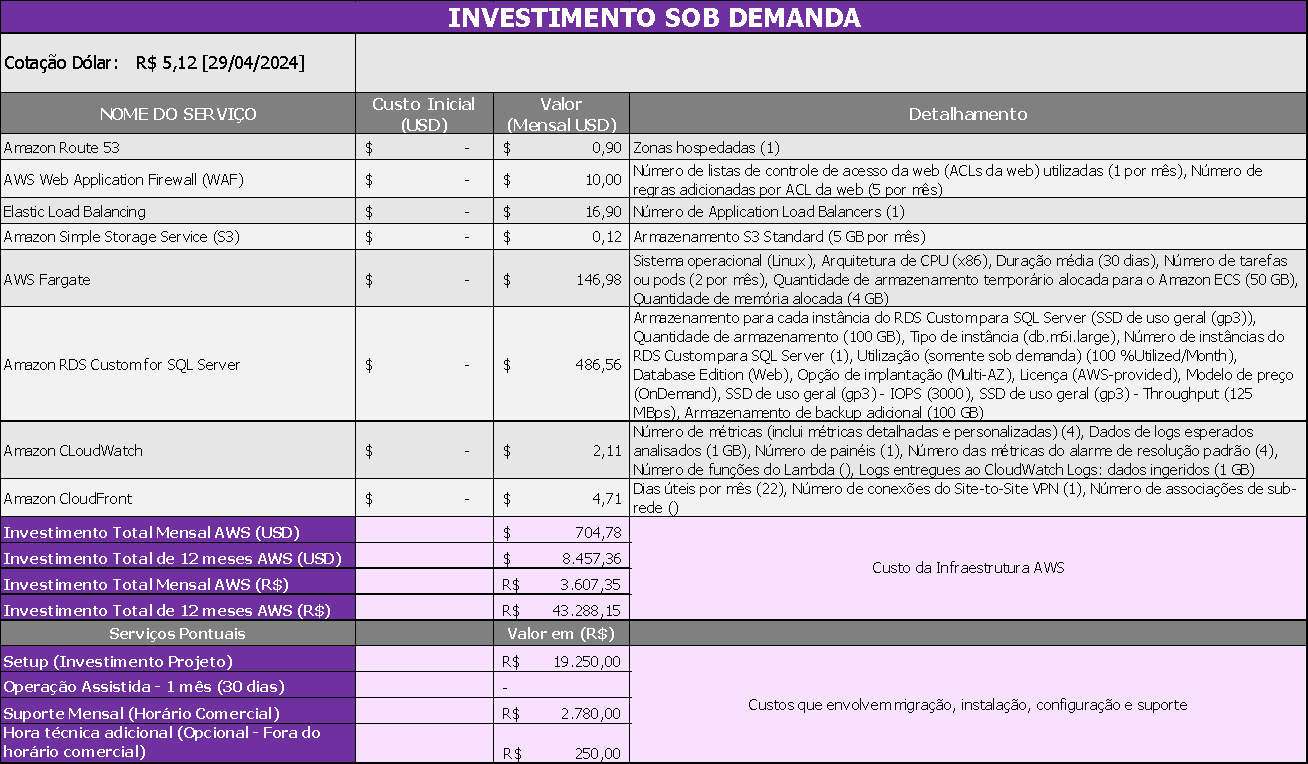 INVESTIMENTO SOB DEMANDA
Cotação Dólar: R$ 5,12 [29/04/2024]
NOME DO SERVIÇO
Custo Inicial
(USD)
Valor
(Mensal USD)
Detalhamento
Amazon Route 53 $ - $ 0,90 Zonas hospedadas (1)
AWS Web Application Firewall (WAF) $ - $ 10,00
Número de listas de controle de acesso da web (ACLs da web) utilizadas (1 por mês), Número de
regras adicionadas por ACL da web (5 por mês)
Elastic Load Balancing $ - $ 16,90 Número de Application Load Balancers (1)
Amazon Simple Storage Service (S3) $ - $ 0,12 Armazenamento S3 Standard (5 GB por mês)
AWS Fargate $ - $ 146,98
Sistema operacional (Linux), Arquitetura de CPU (x86), Duração média (30 dias), Número de tarefas
ou pods (2 por mês), Quantidade de armazenamento temporário alocada para o Amazon ECS (50 GB),
Quantidade de memória alocada (4 GB)
Amazon RDS Custom for SQL Server $ - $ 486,56
Armazenamento para cada instância do RDS Custom para SQL Server (SSD de uso geral (gp3)),
Quantidade de armazenamento (100 GB), Tipo de instância (db.m6i.large), Número de instâncias do
RDS Custom para SQL Server (1), Utilização (somente sob demanda) (100 %Utilized/Month),
Database Edition (Web), Opção de implantação (Multi-AZ), Licença (AWS-provided), Modelo de preço
(OnDemand), SSD de uso geral (gp3) - IOPS (3000), SSD de uso geral (gp3) - Throughput (125
MBps), Armazenamento de backup adicional (100 GB)
Amazon CLoudWatch $ - $ 2,11
Número de métricas (inclui métricas detalhadas e personalizadas) (4), Dados de logs esperados
analisados (1 GB), Número de painéis (1), Número das métricas do alarme de resolução padrão (4),
Número de funções do Lambda (), Logs entregues ao CloudWatch Logs: dados ingeridos (1 GB)
Amazon CloudFront $ - $ 4,71
Dias úteis por mês (22), Número de conexões do Site-to-Site VPN (1), Número de associações de sub-
rede ()
Investimento Total Mensal AWS (USD) $ 704,78
Investimento Total de 12 meses AWS (USD) $ 8.457,36
Investimento Total Mensal AWS (R$) R$ 3.607,35
Investimento Total de 12 meses AWS (R$) R$ 43.288,15
Custo da Infraestrutura AWS
Serviços Pontuais Valor em (R$)
Setup (Investimento Projeto) R$ 19.250,00
Operação Assistida - 1 mês (30 dias) -
Suporte Mensal (Horário Comercial) R$ 2.780,00
Hora técnica adicional (Opcional - Fora do
horário comercial) R$ 250,00
Custos que envolvem migração, instalação, configuração e suporte